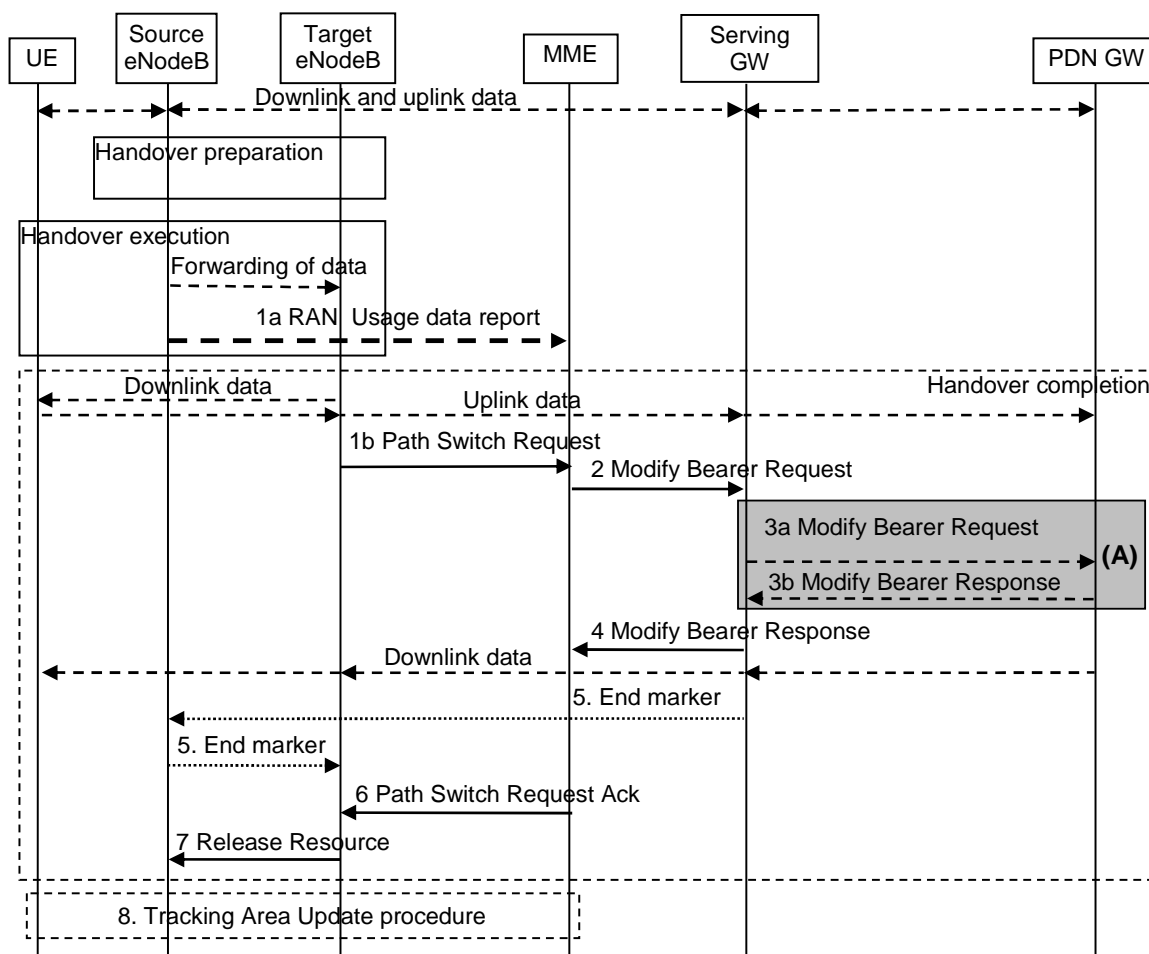 UE
Source
eNodeB
Target
eNodeB
MME
Serving
GW
PDN GW
Downlink and uplink data
Handover preparation
Handover execution
Forwarding of data
1a RAN Usage data report
Downlink data
Handover completion
Uplink data
1b Path Switch Request
2 Modify Bearer Request
3a Modify Bearer Request
(A)
3b Modify Bearer Response
4 Modify Bearer Response
Downlink data
5. End marker
5. End marker
6 Path Switch Request Ack
7 Release Resource
8. Tracking Area Update procedure